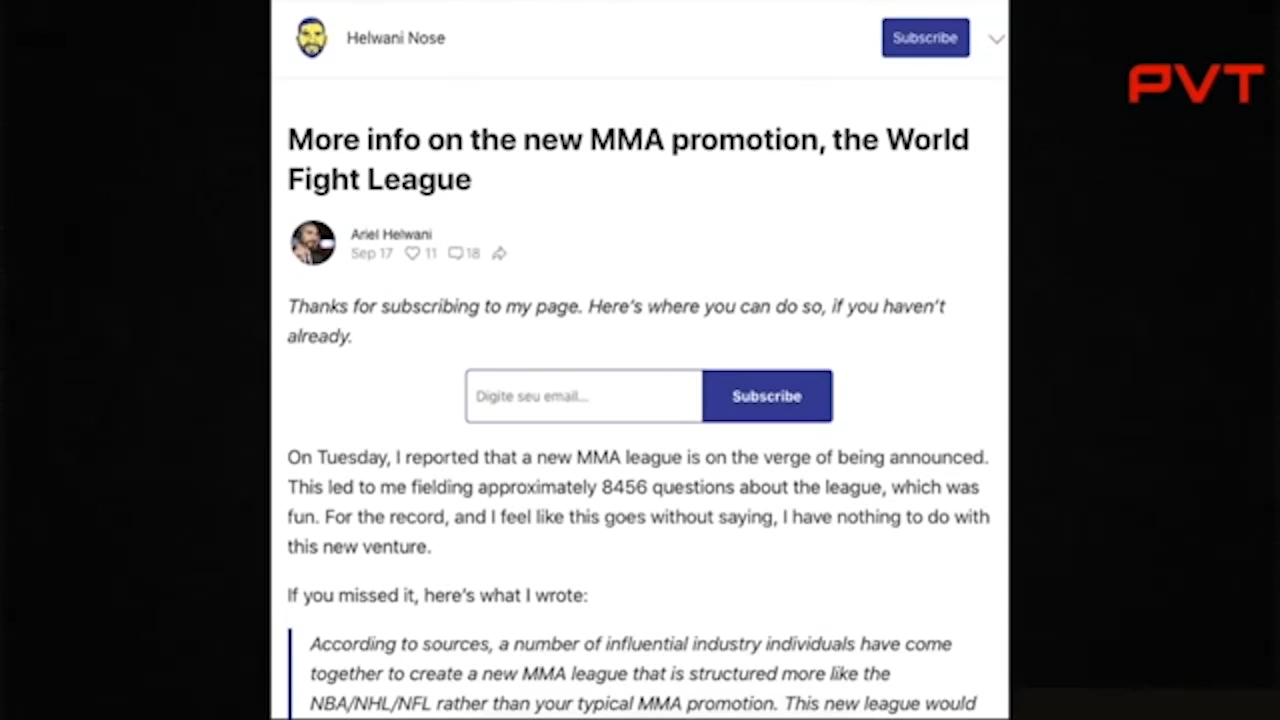 Helwani Nose
Subscribe
PVT
More info on the new MMA promotion, the World
Fight League
Ariel Helwani
Sep 17 11 18
Thanks for subscribing to my page. Here's where you can do so, if you haven't
already.
Digite seu email...
Subscribe
On Tuesday, I reported that a new MMA league is on the verge of being announced.
This led to me fielding approximately 8456 questions about the league, which was
fun. For the record, and I feel like this goes without saying, I have nothing to do with
this new venture.
If you missed it, here's what I wrote:
According to sources, a number of influential industry individuals have come
together to create a new MMA league that is structured more like the
NBA/NHL/NFL rather than your typical MMA promotion. This new league would